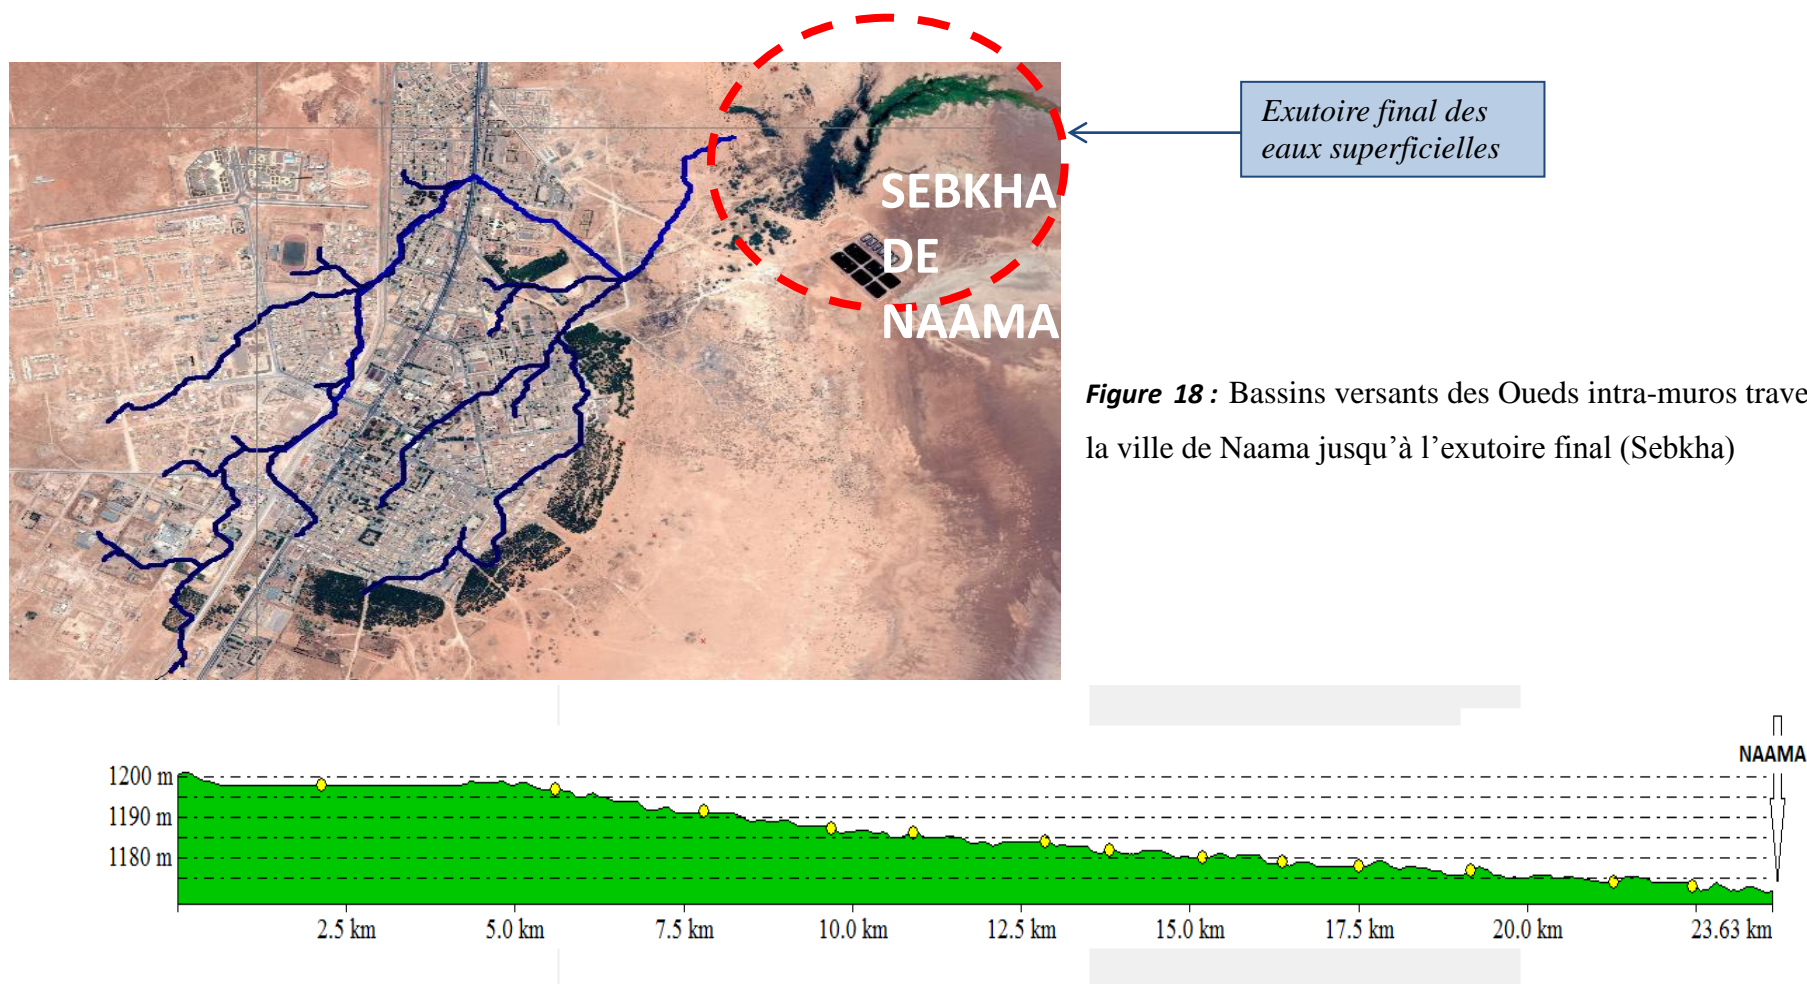 Exutoire final des
eaux superficielles
SEBKHA
DE
NAAMA
Figure 18 : Bassins versants des Oueds intra-muros trave
la ville de Naama jusqu’à l’exutoire final (Sebkha)
NAAMA
1200 m
1190 m
1180 m
2.5 km
5.0 km
7.5 km
10.0 km
12.5 km
15.0 km
17.5 km
20.0 km
23.63 km